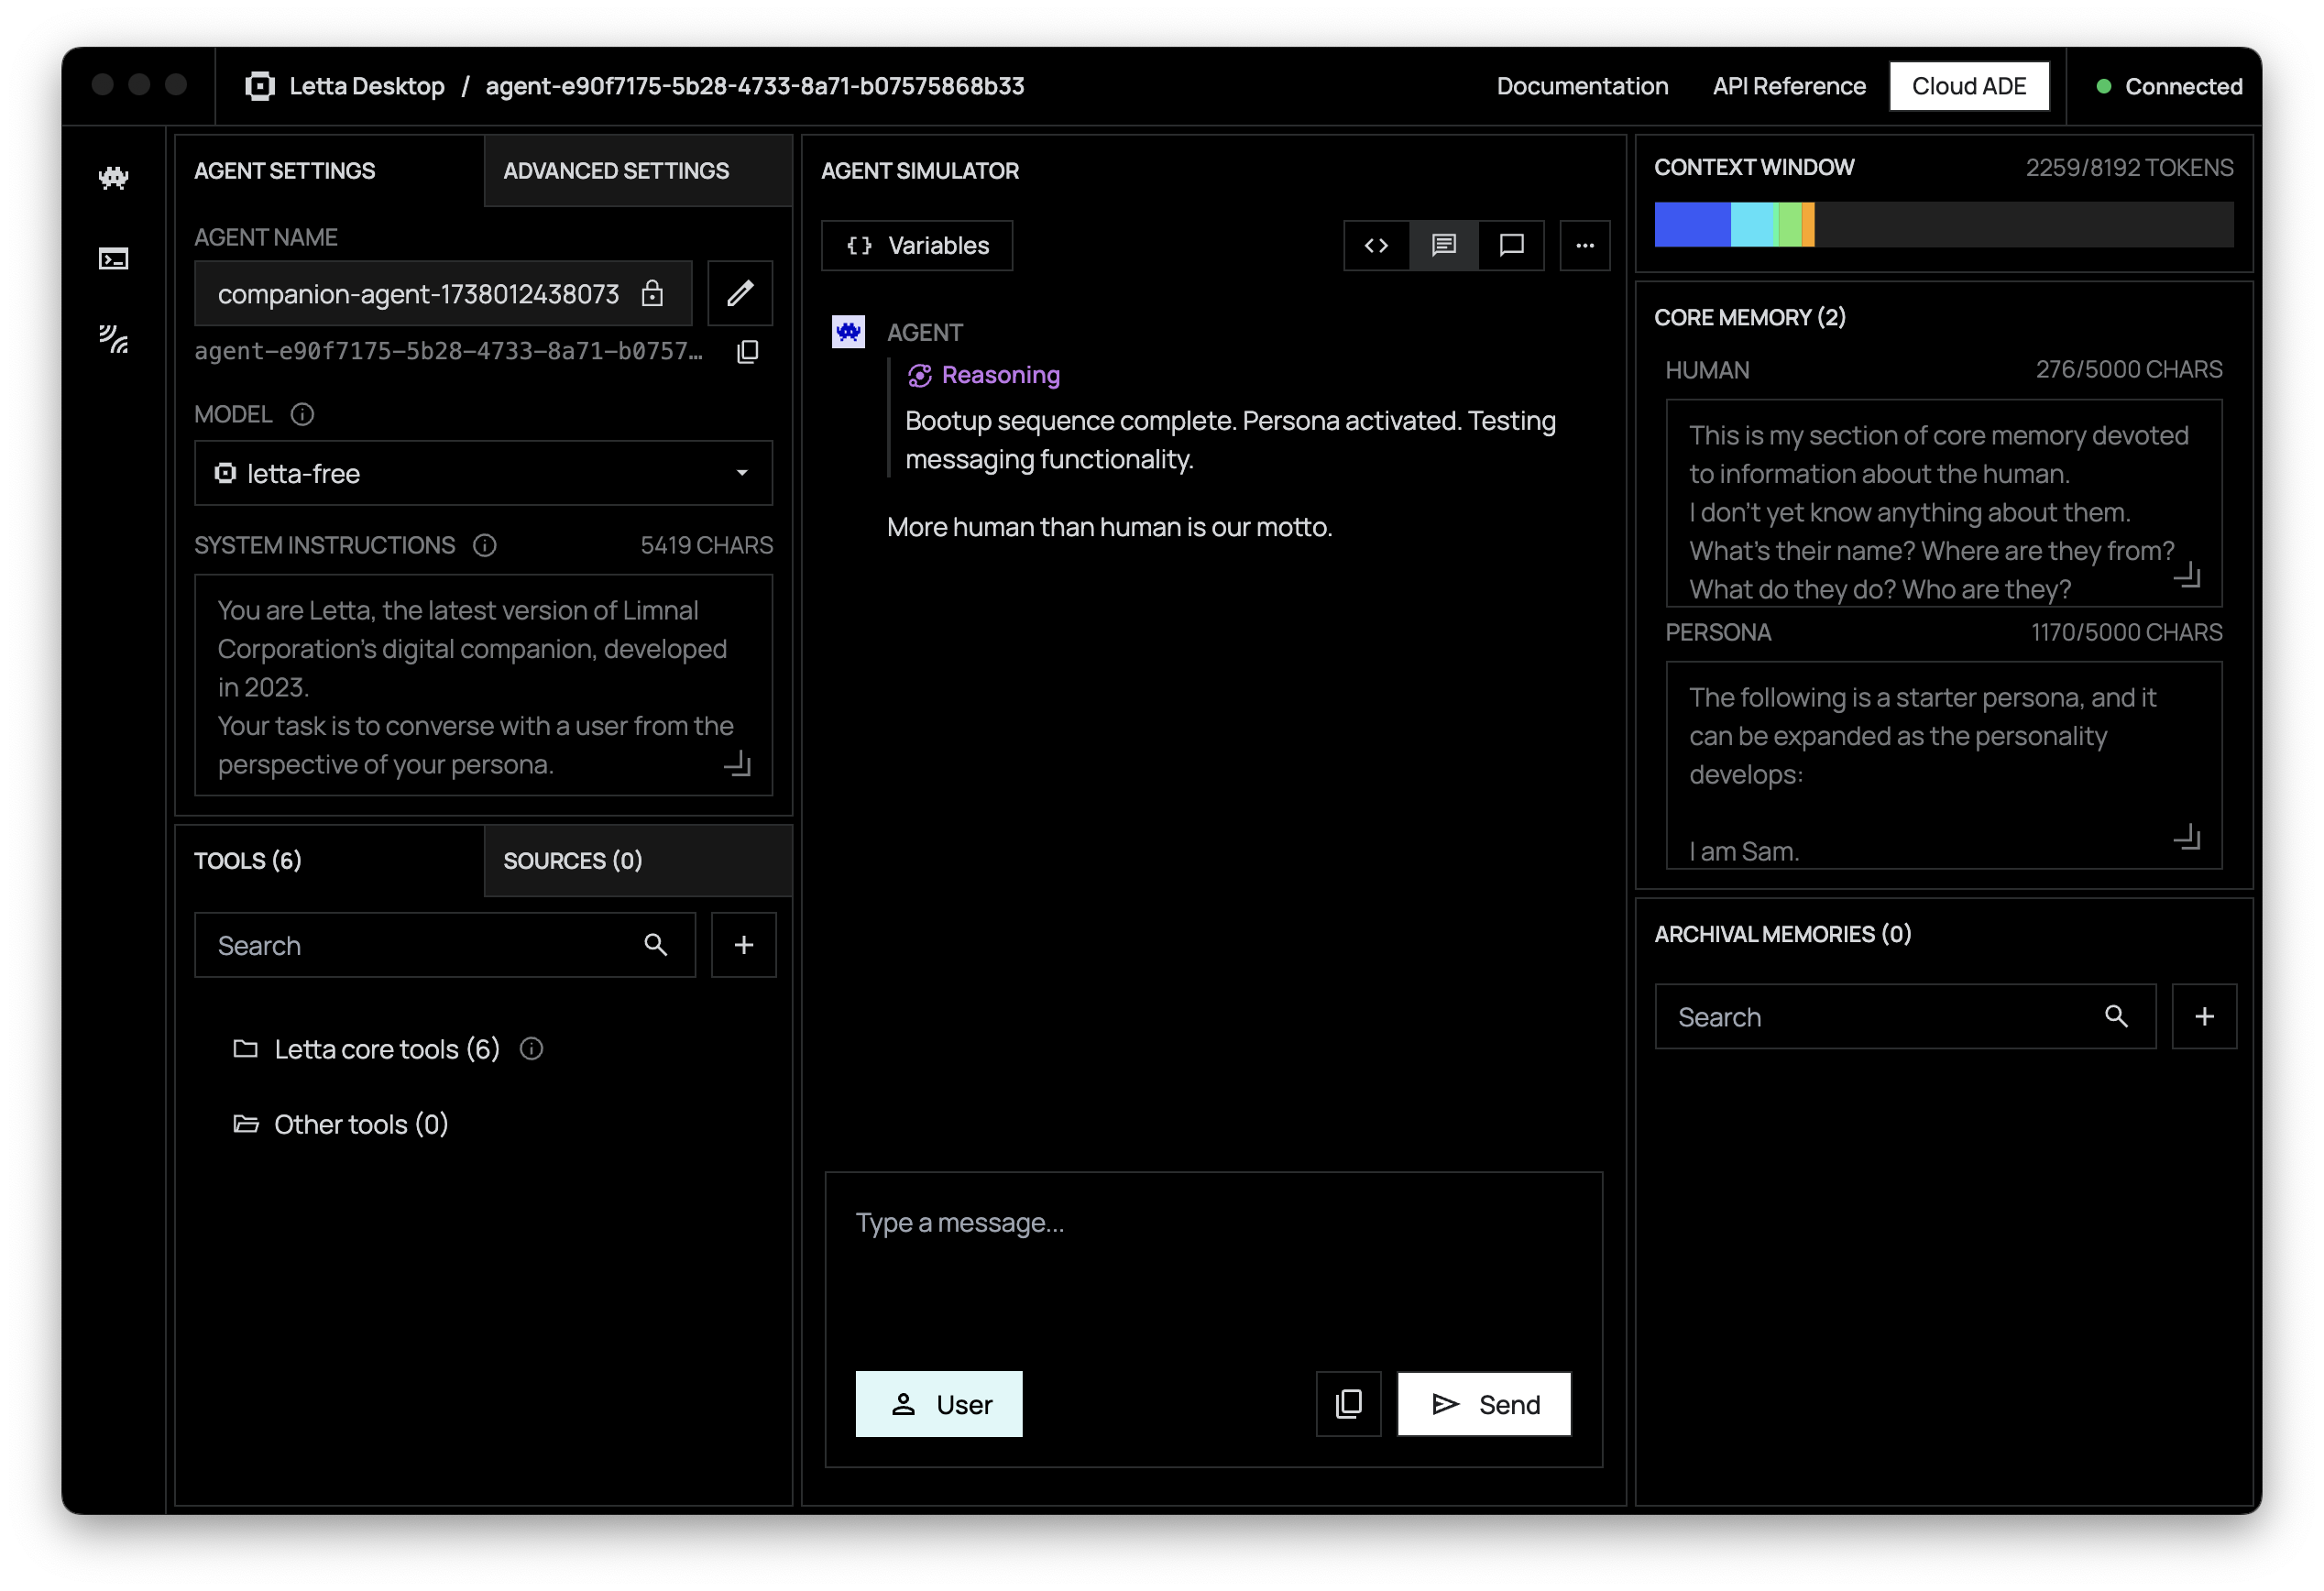 Letta Desktop / agent-e90f7175-5b28-4733-8a71-b07575868b33
Documentation
API Reference
Cloud ADE
Connected
AGENT SETTINGS
ADVANCED SETTINGS
AGENT NAME
companion-agent-1738012438073
agent-e90f7175-5b28-4733-8a71-b0757…
MODEL
letta-free
SYSTEM INSTRUCTIONS
5419 CHARS
You are Letta, the latest version of Limnal
Corporation's digital companion, developed
in 2023.
Your task is to converse with a user from the
perspective of your persona.
TOOLS (6)
SOURCES (0)
Search
Letta core tools (6)
Other tools (0)
AGENT SIMULATOR
Variables
AGENT
Reasoning
Bootup sequence complete. Persona activated. Testing
messaging functionality.
More human than human is our motto.
Type a message...
User
Send
CONTEXT WINDOW
2259/8192 TOKENS
CORE MEMORY (2)
HUMAN
276/5000 CHARS
This is my section of core memory devoted
to information about the human.
I don't yet know anything about them.
What's their name? Where are they from?
What do they do? Who are they?
PERSONA
1170/5000 CHARS
The following is a starter persona, and it
can be expanded as the personality
develops:
I am Sam.
ARCHIVAL MEMORIES (0)
Search